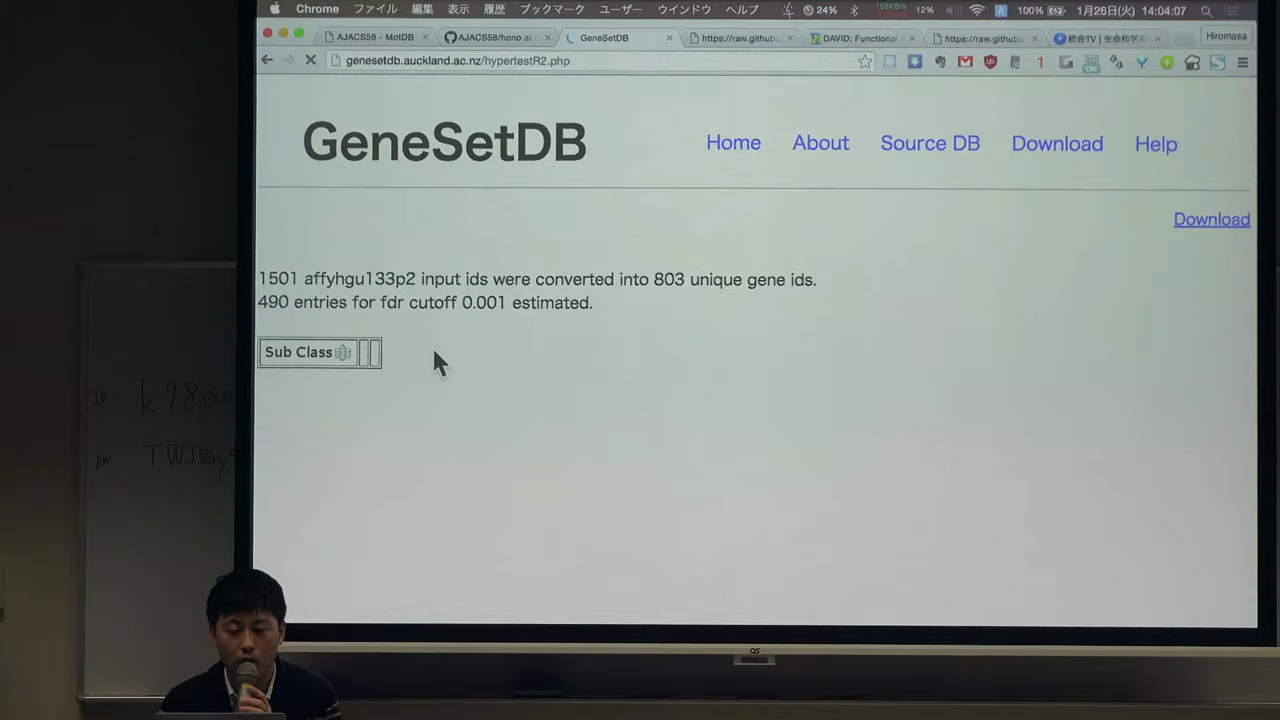 Chrome ファイル 編集 表示 履歴 ブックマーク ユーザー ウインドウ ヘルプ 24% 168KB/s 12% A 100% 1月26日(火) 14:04:07
AJACS58 - MotDB AJACS58/hono at GeneSetDB https://raw.githubu DAVID: Functional A https://raw.githubu 統合TV | 生命科学系 Hiromasa
genesetdb.auckland.ac.nz/hypertestR2.php
GeneSetDB Home About Source DB Download Help
Download
1501 affyhgu133p2 input ids were converted into 803 unique gene ids.
490 entries for fdr cutoff 0.001 estimated.
Sub Class